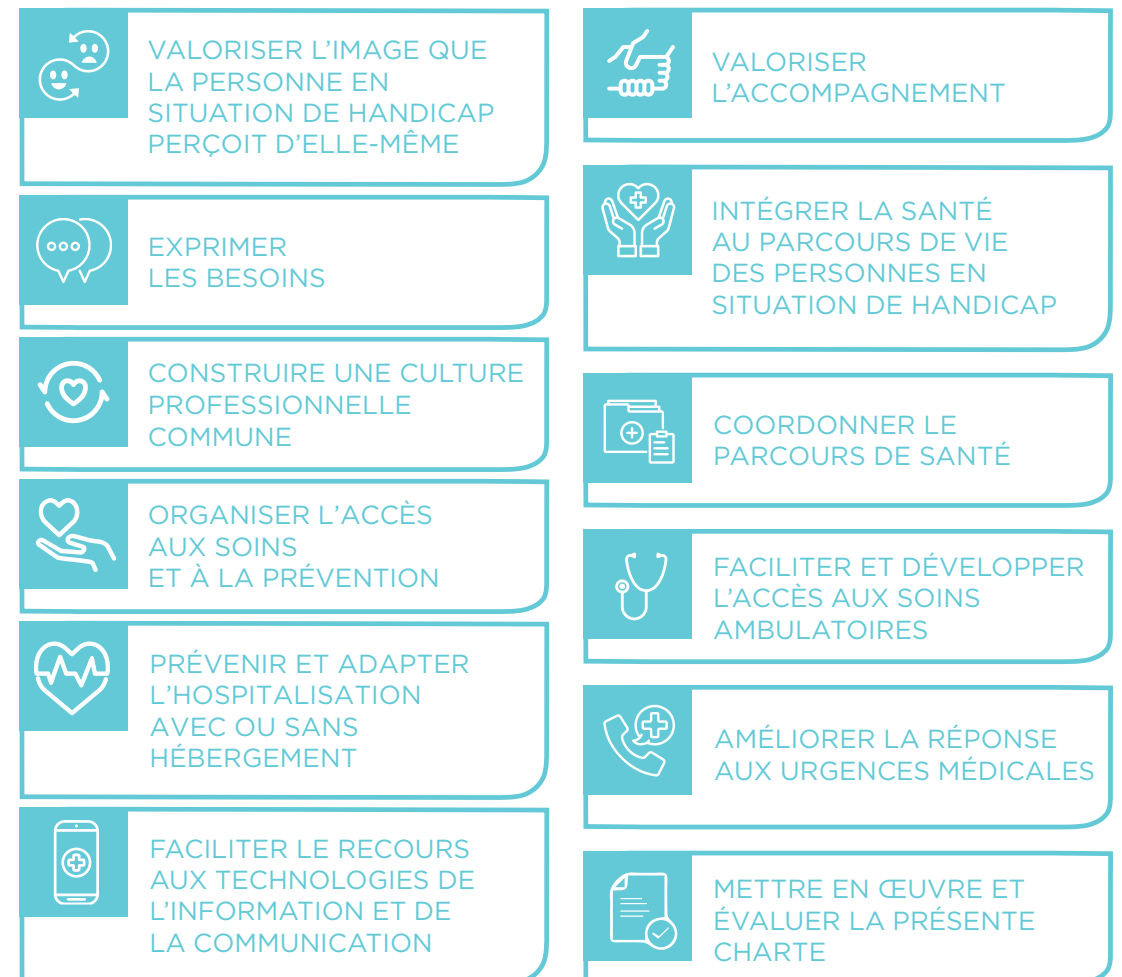 VALORISER L'IMAGE QUE
LA PERSONNE EN
SITUATION DE HANDICAP
PERÇOIT D'ELLE-MÊME
VALORISER
L'ACCOMPAGNEMENT
EXPRIMER
LES BESOINS
INTÉGRER LA SANTÉ
AU PARCOURS DE VIE
DES PERSONNES EN
SITUATION DE HANDICAP
CONSTRUIRE UNE CULTURE
PROFESSIONNELLE
COMMUNE
COORDONNER LE
PARCOURS DE SANTÉ
ORGANISER L'ACCÈS
AUX SOINS
ET À LA PRÉVENTION
FACILITER ET DÉVELOPPER
L'ACCÈS AUX SOINS
AMBULATOIRES
PRÉVENIR ET ADAPTER
L'HOSPITALISATION
AVEC OU SANS
HÉBERGEMENT
AMÉLIORER LA RÉPONSE
AUX URGENCES MÉDICALES
FACILITER LE RECOURS
AUX TECHNOLOGIES DE
L'INFORMATION ET DE
LA COMMUNICATION
METTRE EN ŒUVRE ET
ÉVALUER LA PRÉSENTE
CHARTE